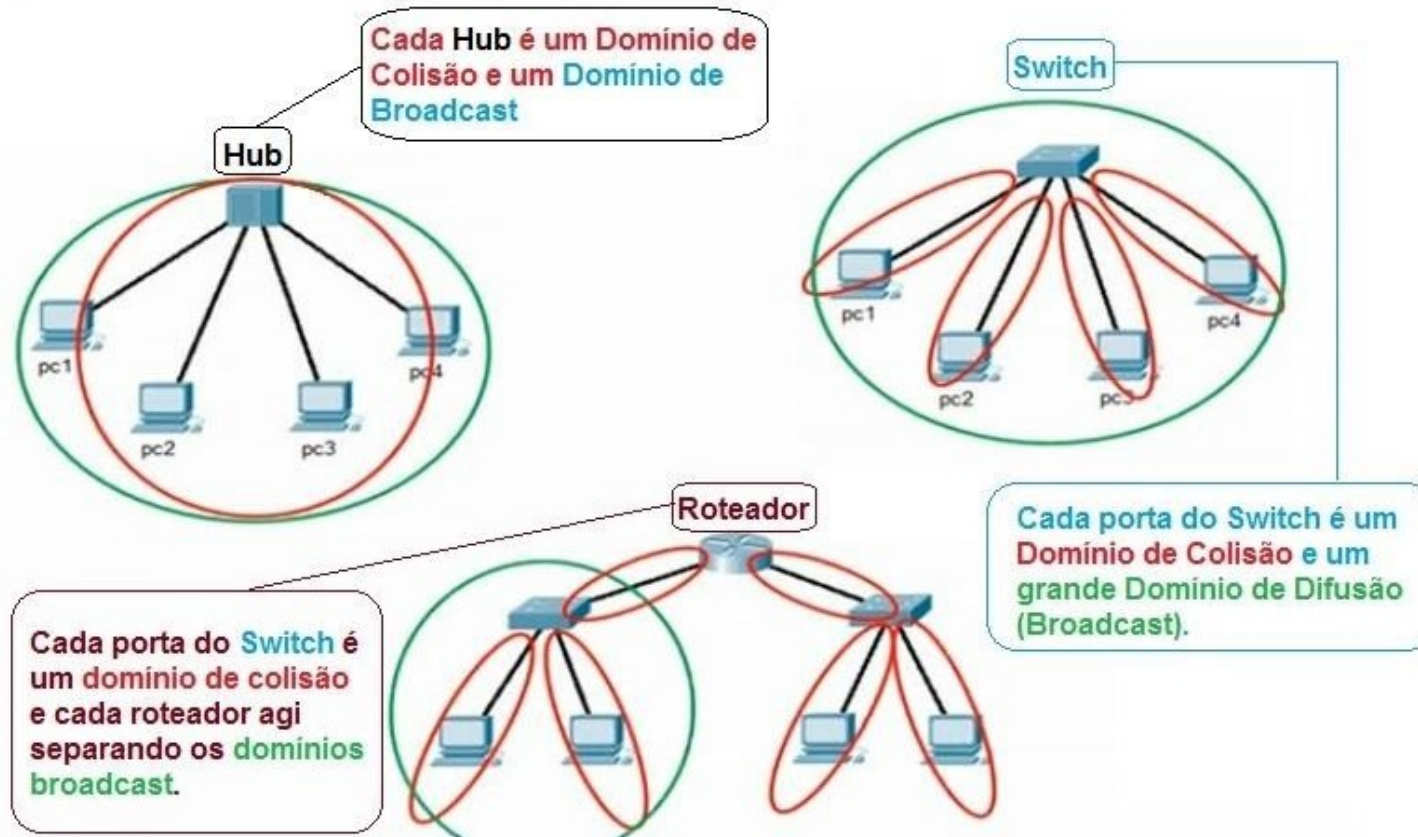 Cada Hub é um Domínio de
Colisão e um Domínio de
Broadcast
Hub
pc1
pc2
pc3
pc4
Switch
pc1
pc2
pc3
pc4
Cada porta do Switch é um
Domínio de Colisão e um
grande Domínio de Difusão
(Broadcast).
Roteador
Cada porta do Switch é
um domínio de colisão
e cada roteador agi
separando os domínios
broadcast.